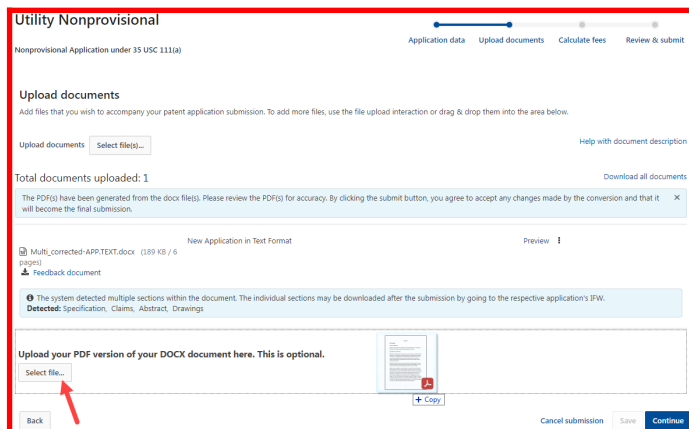 Utility Nonprovisional
Application data Upload documents Calculate fees Review & submit
Nonprovisional Application under 35 USC 111(a)
Upload documents
Add files that you wish to accompany your patent application submission. To add more files, use the file upload interaction or drag & drop them into the area below.
Upload documents Select file(s)... Help with document description
Total documents uploaded: 1 Download all documents
The PDF(s) have been generated from the docx file(s). Please review the PDF(s) for accuracy. By clicking the submit button, you agree to accept any changes made by the conversion and that it
will become the final submission.
New Application in Text Format Preview
Multi_corrected-APP.TEXT.docx (189 KB / 6
pages)
Feedback document
The system detected multiple sections within the document. The individual sections may be downloaded after the submission by going to the respective application's IFW.
Detected: Specification, Claims, Abstract, Drawings
Upload your PDF version of your DOCX document here. This is optional.
Select file...
+ Copy
Back Cancel submission Save Continue